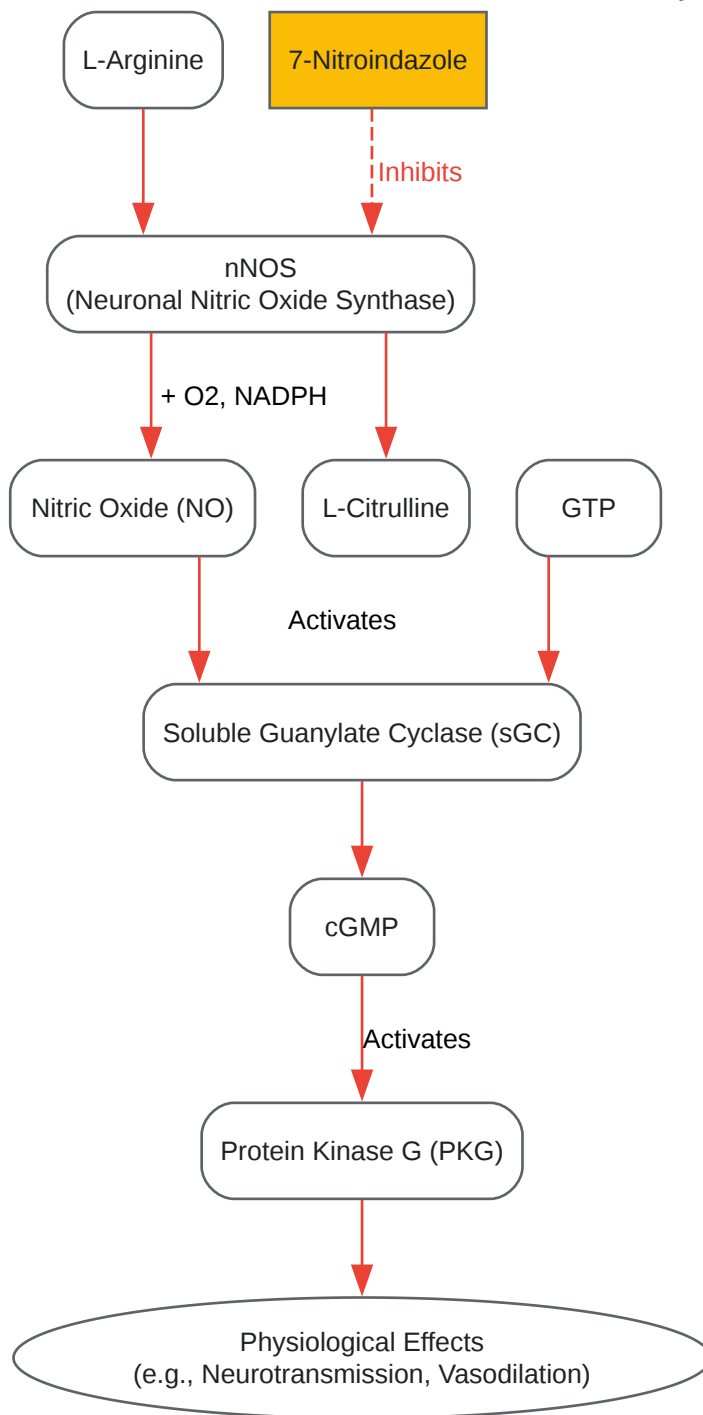 L-Arginine
7-Nitroindazole
Inhibits
nNOS
(Neuronal Nitric Oxide Synthase)
+ O2, NADPH
Nitric Oxide (NO)
L-Citrulline
GTP
Activates
Soluble Guanylate Cyclase (sGC)
cGMP
Activates
Protein Kinase G (PKG)
Physiological Effects
(e.g., Neurotransmission, Vasodilation)